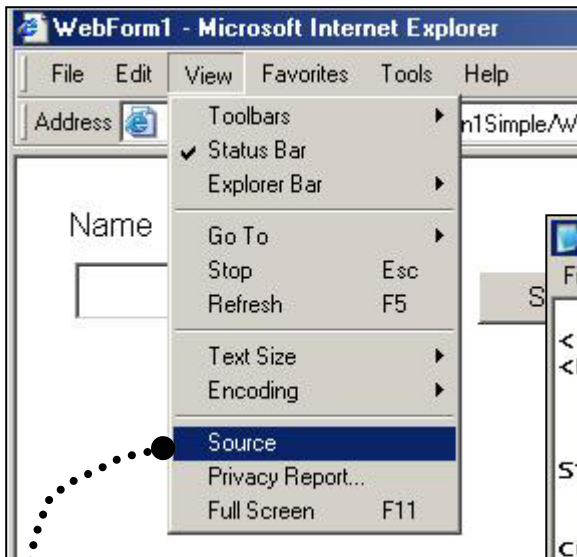 WebForm1 - Microsoft Internet Explorer
File Edit View Favorites Tools Help
Address n1Simple/W
Toolbars
Status Bar
Explorer Bar
Name
Go To
Stop Esc
Refresh F5
S
Text Size
Encoding
Source
Privacy Report...
Full Screen F11